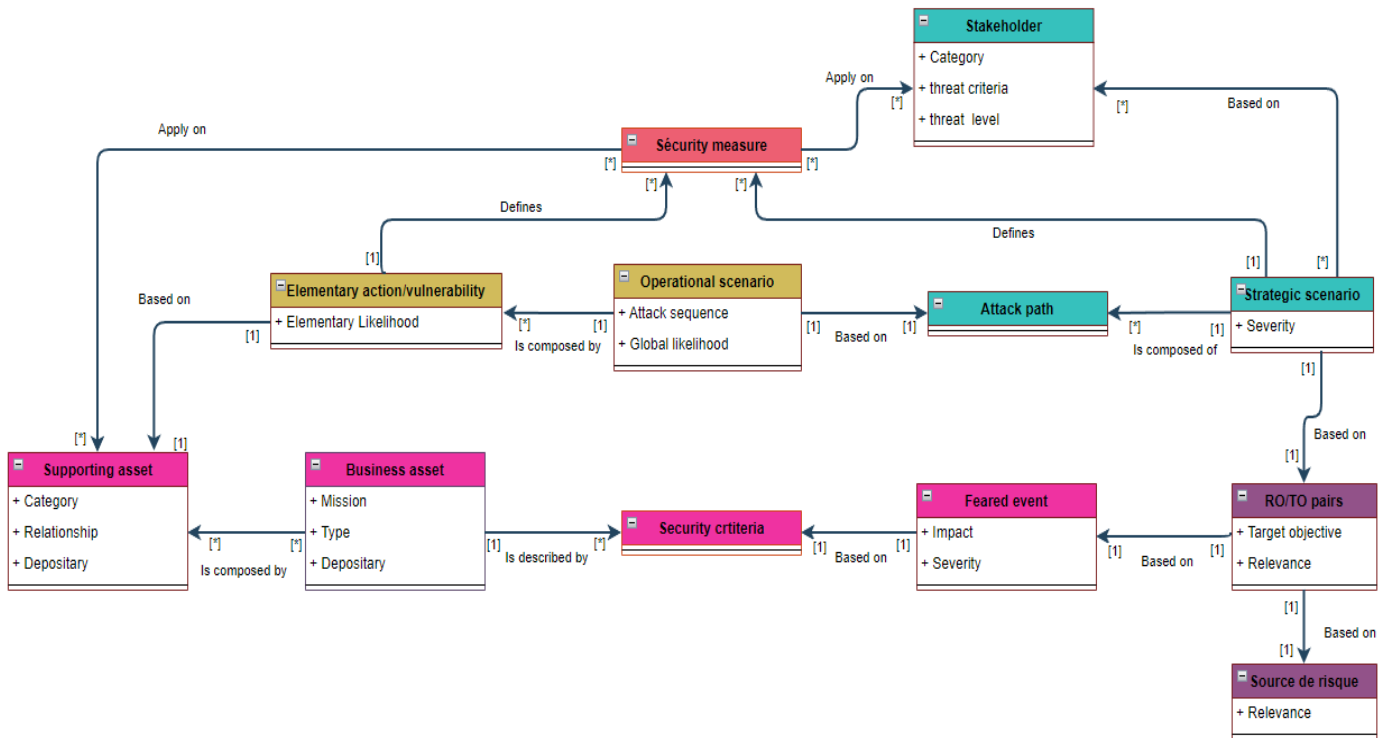 Stakeholder
+ Category
+ threat criteria
+ threat level
Apply on
[*]
Based on
[*]
Apply on
Sécurity measure
[*]
[*]
[*]
[*]
Defines
Defines
[1]
[1]
[*]
Elementary action/vulnerability
+ Elementary Likelihood
Operational scenario
+ Attack sequence
+ Global likelihood
Attack path
Strategic scenario
+ Severity
Based on
[1]
[*]
[1]
Is composed by
[1]
[1]
Based on
[*]
[1]
Is composed of
[1]
Based on
[1]
[*]
[1]
Supporting asset
+ Category
+ Relationship
+ Depositary
Business asset
+ Mission
+ Type
+ Depositary
Security crtiteria
Feared event
+ Impact
+ Severity
RO/TO pairs
+ Target objective
+ Relevance
[*]
[*]
Is composed by
[1]
[*]
Is described by
[1]
[1]
Based on
[1]
[1]
Based on
[1]
Based on
[1]
Source de risque
+ Relevance